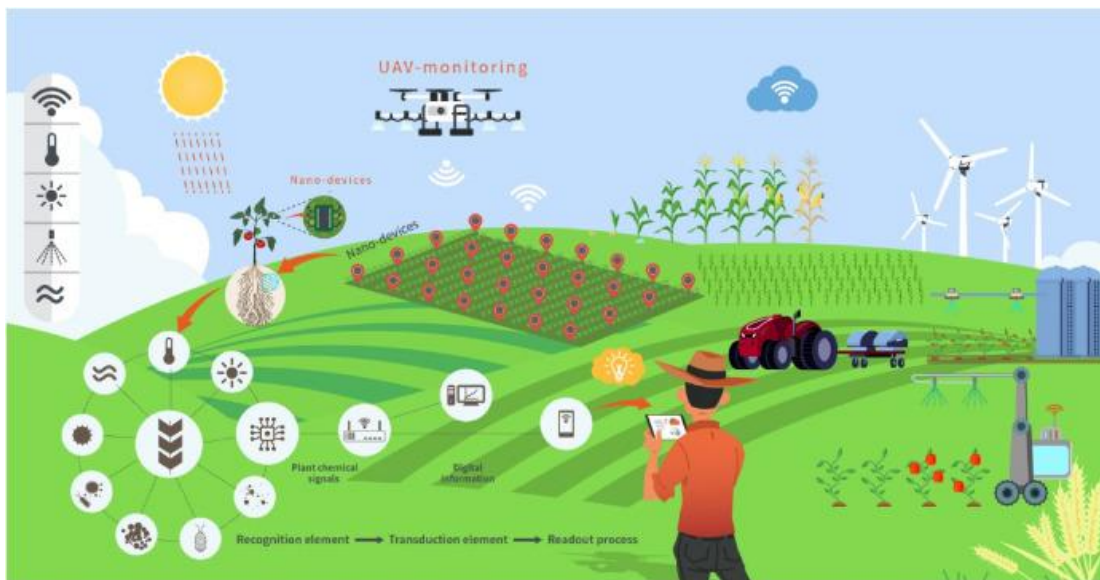 UAV-monitoring
Nano-devices
Nano-devices
Plant chemical
signals
Digital
information
Recognition element Transduction element Readout process